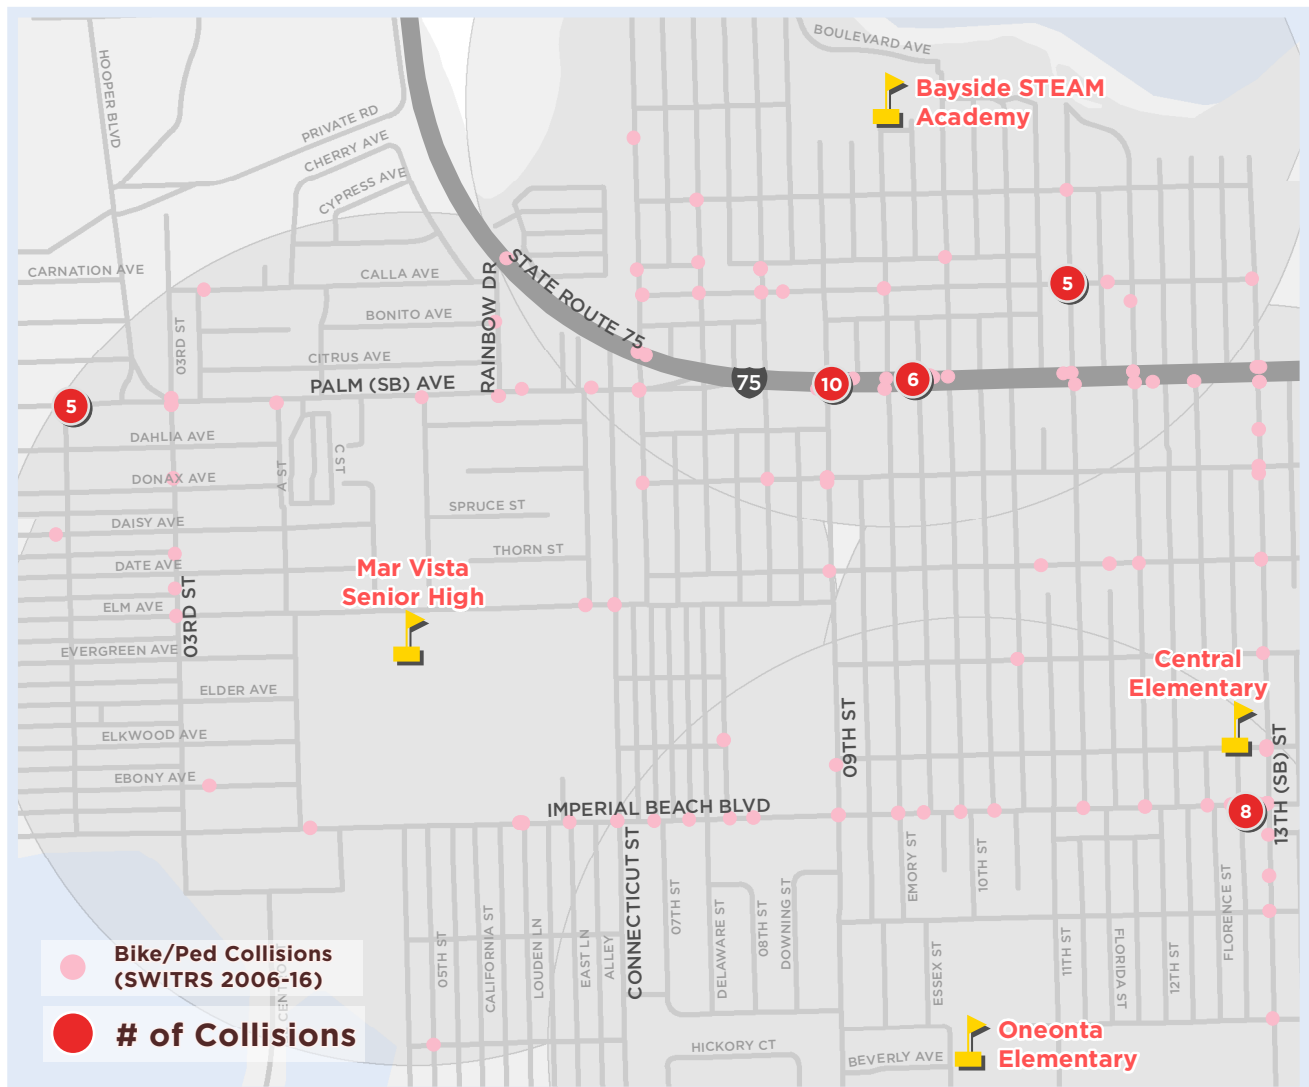 BOULEVARD AVE
HOOPER BLVD
Bayside STEAM
Academy
PRIVATE RD
CHERRY AVE
CYPRESS AVE
CARNATION AVE
CALLA AVE
RAINBOW DR
STATE ROUTE 75
5
BONITO AVE
03RD ST
CITRUS AVE
PALM (SB) AVE
75
10
6
5
DAHLIA AVE
A ST
C ST
DONAX AVE
SPRUCE ST
DAISY AVE
THORN ST
DATE AVE
Mar Vista
Senior High
ELM AVE
03RD ST
EVERGREEN AVE
Central
Elementary
ELDER AVE
09TH ST
ELKWOOD AVE
13TH (SB) ST
EBONY AVE
IMPERIAL BEACH BLVD
8
CONNECTICUT ST
EMORY ST
10TH ST
07TH ST
DELAWARE ST
08TH ST
DOWNING ST
FLORENCE ST
05TH ST
CALIFORNIA ST
LOUDEN LN
EAST LN
ALLEY
ESSEX ST
11TH ST
FLORIDA ST
12TH ST
Bike/Ped Collisions
(SWITRS 2006-16)
# of Collisions
HICKORY CT
BEVERLY AVE
Oneonta
Elementary